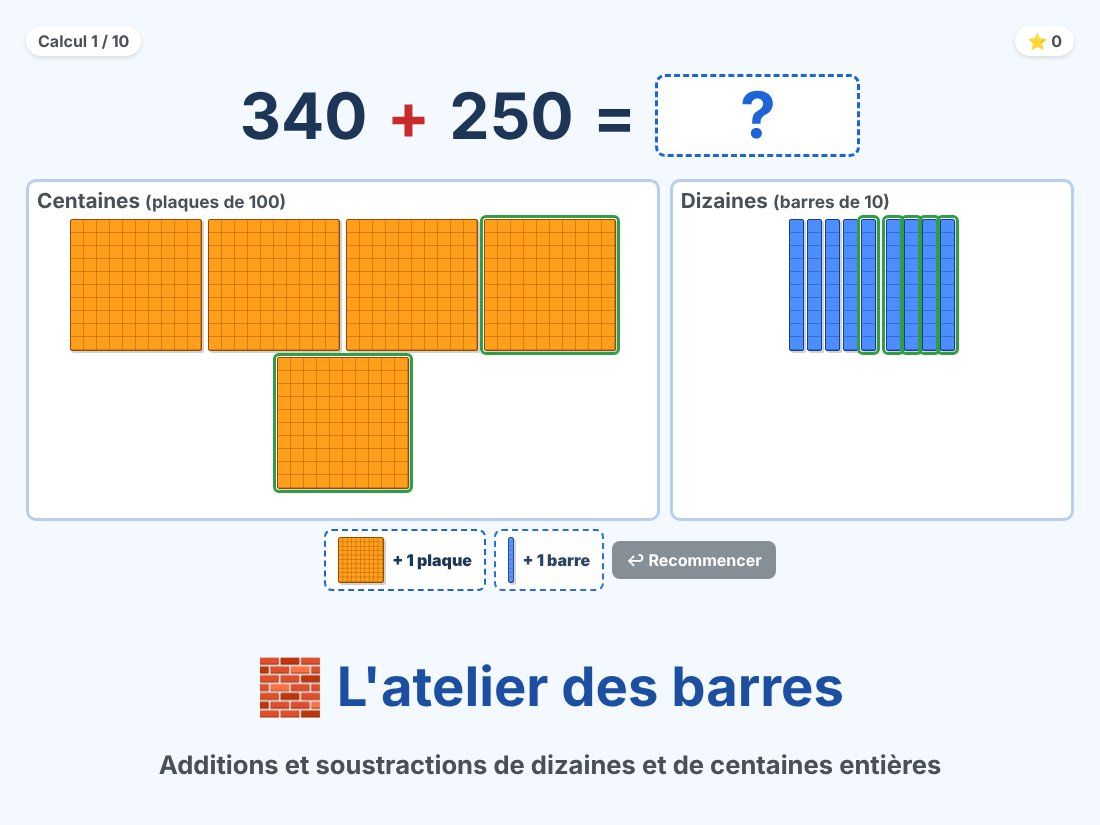 Calcul 1 / 10
⭐ 0
340 + 250 = ?
Centaines (plaques de 100)
Dizaines (barres de 10)
+ 1 plaque
+ 1 barre
↩ Recommencer
🧱 L'atelier des barres
Additions et soustractions de dizaines et de centaines entières